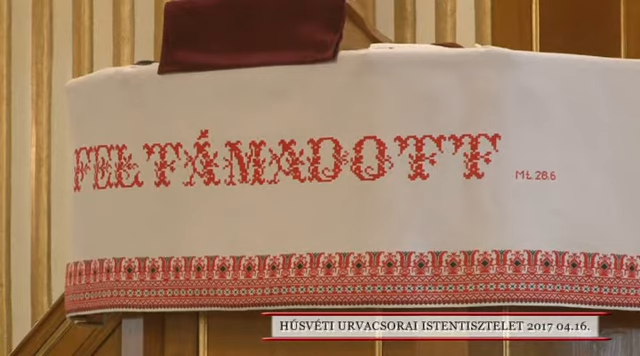 FELTÁMADOTT
Mt. 28.6
HÚSVÉTI URVACSORAI ISTENTISZTELET 2017 04.16.